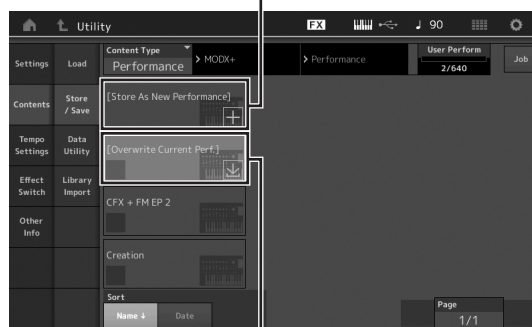 Utility
FX
♩ 90
Settings
Load
Content Type
Performance
> MODX+
> Performance
User Perform
2/640
Job
Contents
Store
/ Save
[Store As New Performance]
Tempo
Settings
Data
Utility
[Overwrite Current Perf.]
Effect
Switch
Library
Import
CFX + FM EP 2
Other
Info
Creation
Sort
Name ↓
Date
Page
1/1